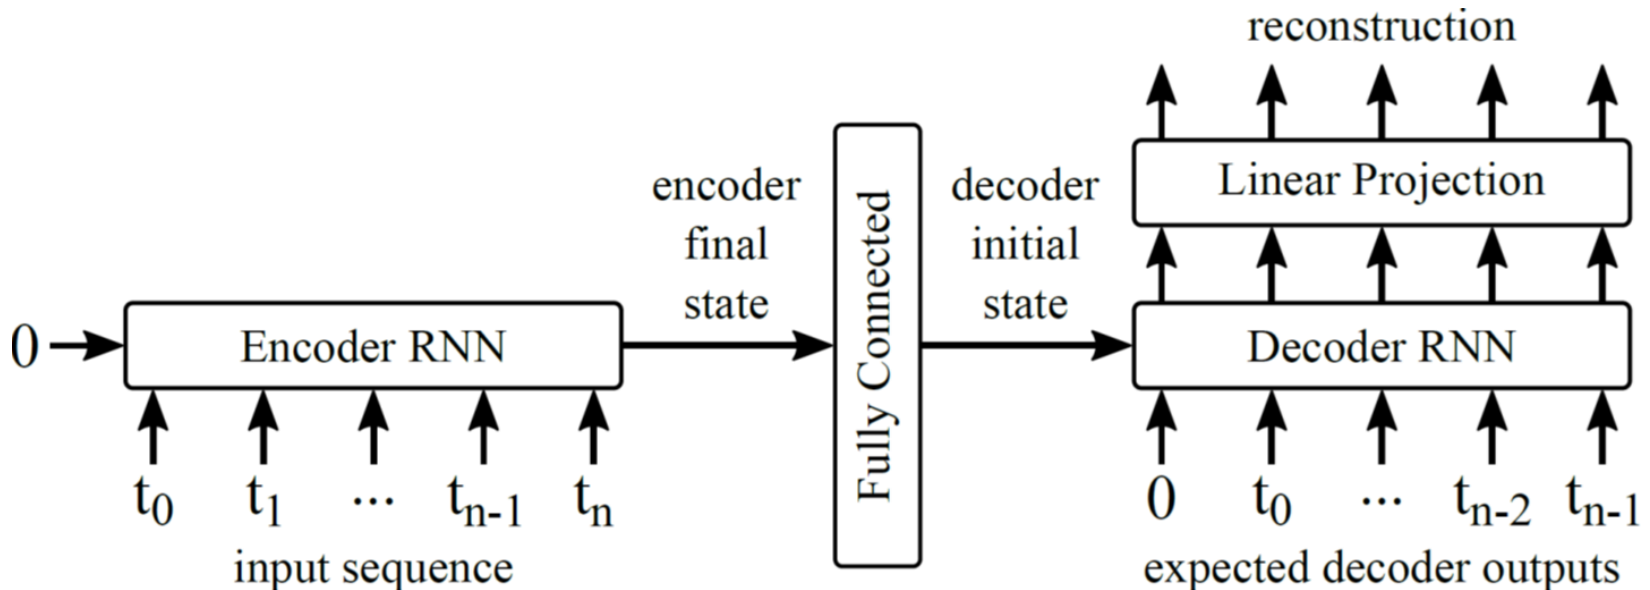 reconstruction
Linear Projection
encoder
final
state
Fully Connected
decoder
initial
state
0
Encoder RNN
Decoder RNN
t0 t1 ... tn-1 tn
0 t0 ... tn-2 tn-1
input sequence
expected decoder outputs